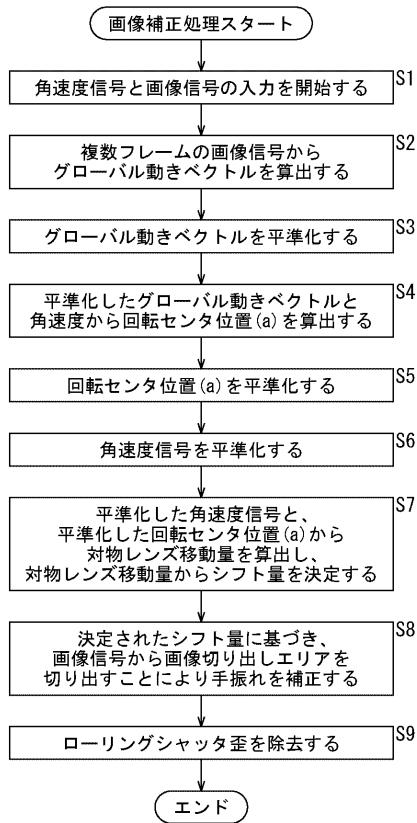 画像補正処理スタート
S1
角速度信号と画像信号の入力を開始する
S2
複数フレームの画像信号から
グローバル動きベクトルを算出する
S3
グローバル動きベクトルを平準化する
S4
平準化したグローバル動きベクトルと
角速度から回転センタ位置(a)を算出する
S5
回転センタ位置(a)を平準化する
S6
角速度信号を平準化する
S7
平準化した角速度信号と、
平準化した回転センタ位置(a)から
対物レンズ移動量を算出し、
対物レンズ移動量からシフト量を決定する
S8
決定されたシフト量に基づき、
画像信号から画像切り出しエリアを
切り出すことにより手振れを補正する
S9
ローリングシャッタ歪を除去する
エンド